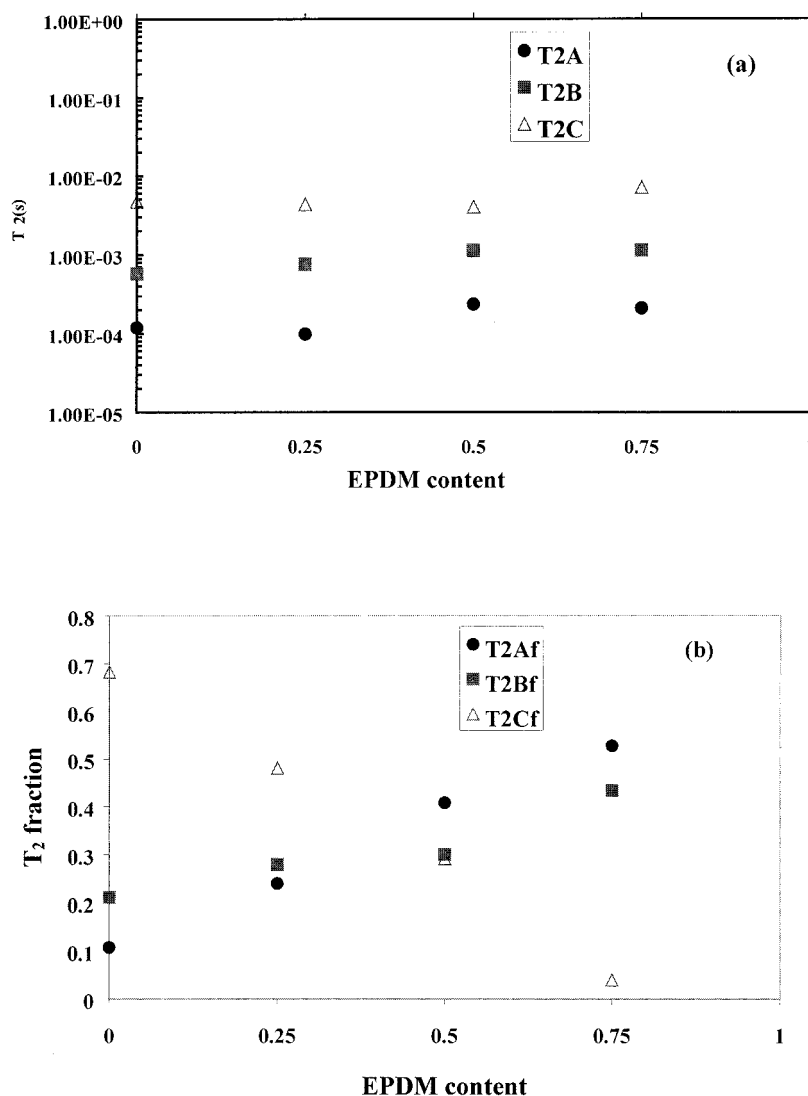 1.00E+00
T2A
(a)
1.00E-01
T2B
T2C
1.00E-02
T 2(s)
1.00E-03
1.00E-04
1.00E-05
0 0.25 0.5 0.75
EPDM content
0.8
T2Af
(b)
0.7
T2Bf
T2Cf
0.6
0.5
T2 fraction
0.4
0.3
0.2
0.1
0
0 0.25 0.5 0.75 1
EPDM content